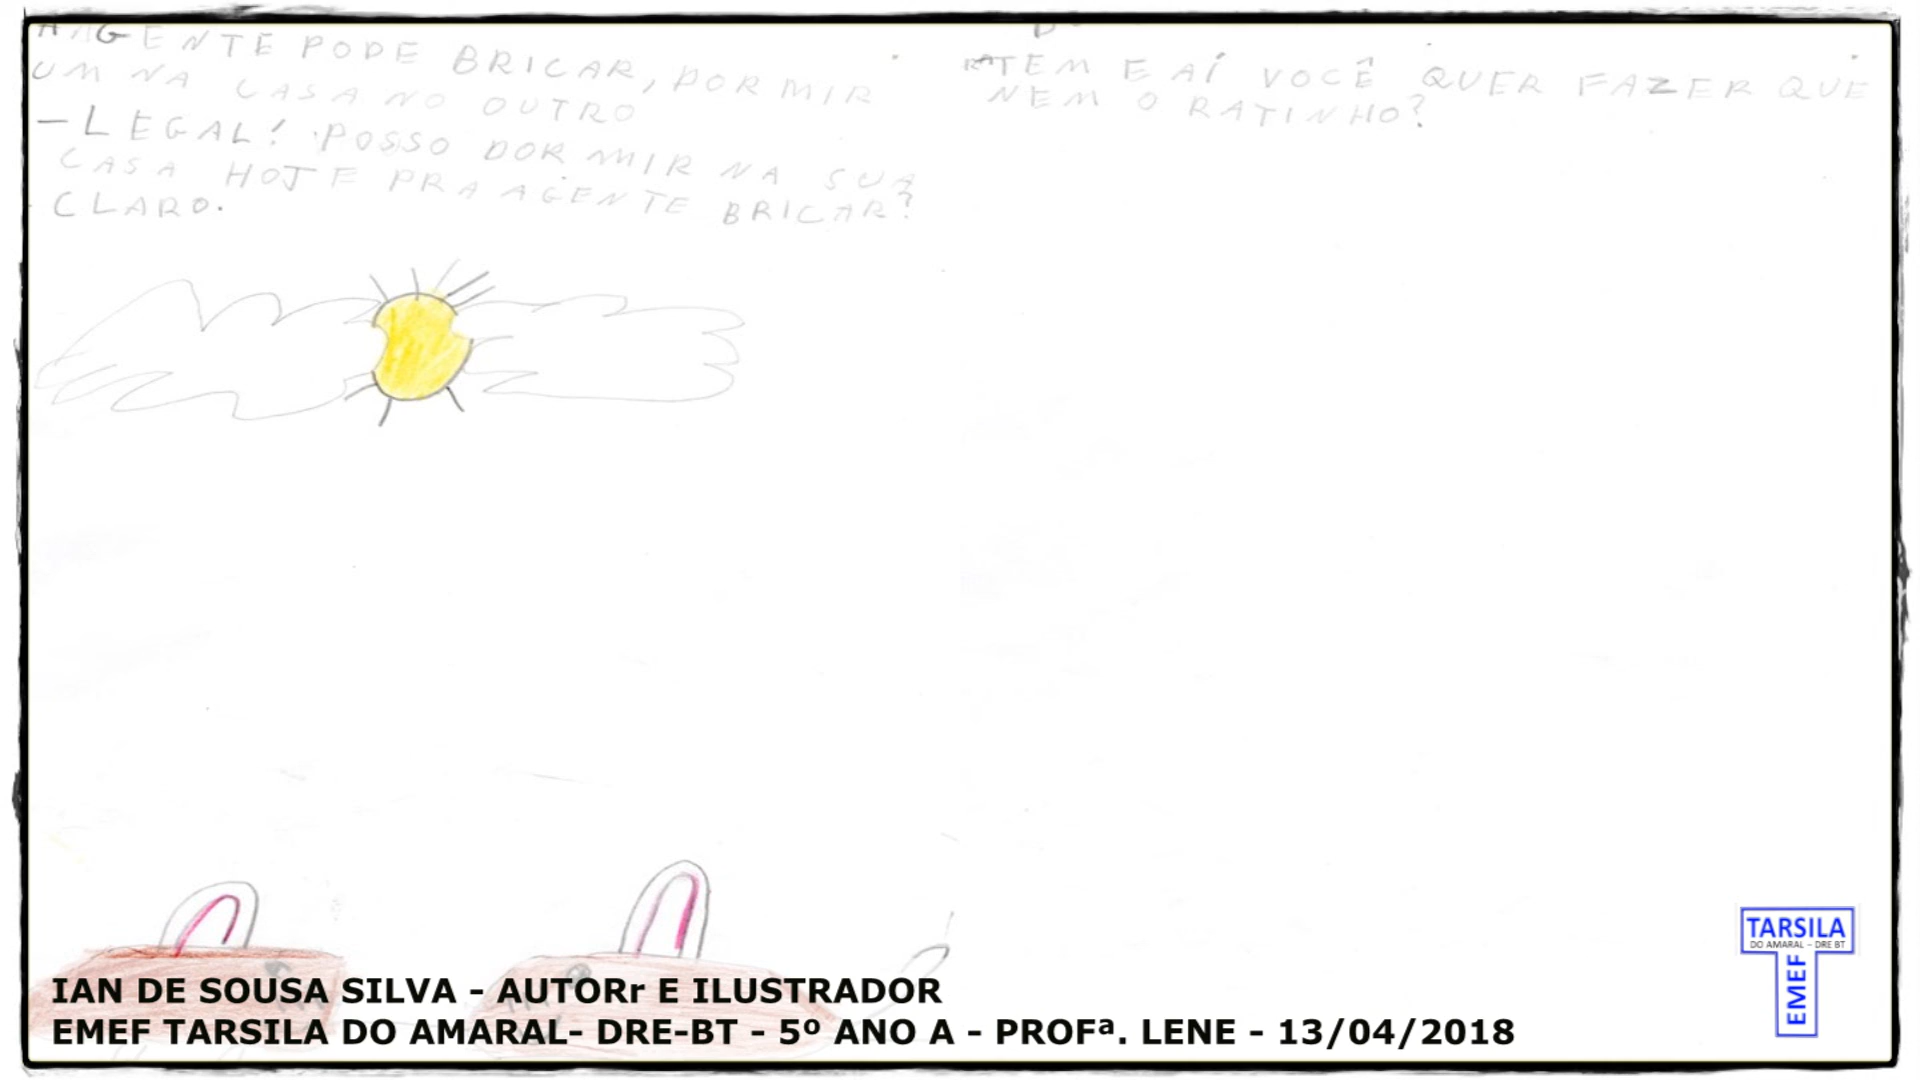 A AGENTE PODE BRICAR, DORMIR
UM NA CASA NO OUTRO
— LEGAL! POSSO DORMIR NA SUA
CASA HOJE PRA AGENTE BRICAR?
- CLARO.
TEM E AÍ VOCÊ QUER FAZER QUE
NEM O RATINHO?
IAN DE SOUSA SILVA - AUTORr E ILUSTRADOR
EMEF TARSILA DO AMARAL- DRE-BT - 5º ANO A - PROFª. LENE - 13/04/2018
TARSILA
DO AMARAL – DRE BT
EMEF